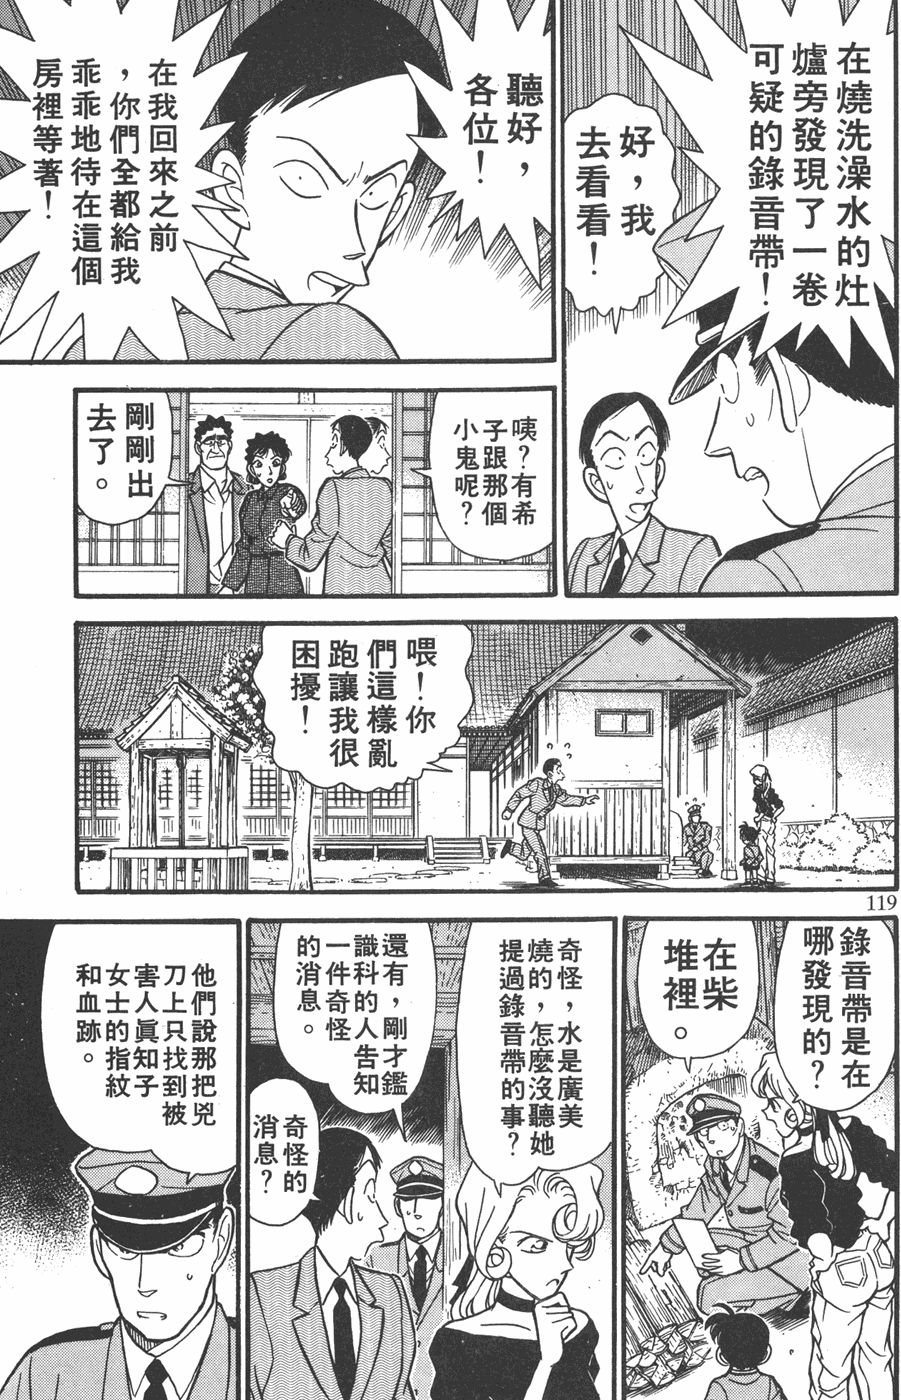 在燒洗澡水的灶
爐旁發現了一卷
可疑的錄音帶！
好，我
去看看！
聽好，
各位！
在我回來之前
，你們全都給我
乖乖地待在這個
房裡等著！
咦？有希
子跟那個
小鬼呢？
剛剛出
去了。
喂！你
們這樣亂
跑讓我很
困擾！
119
錄音帶是在
哪發現的？
在柴
堆裡。
奇怪，水是廣美
燒的，怎麼沒聽她
提過錄音帶的事？
還有，剛才鑑
識科的人告知
一件奇怪
的消息。
奇怪的
消息？
他們說那把兇
刀上只找到被
害人眞知子
女士的指紋
和血跡。